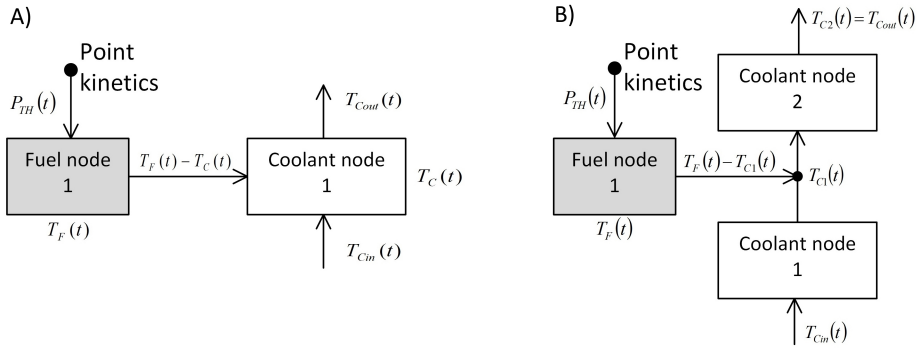 A)
Point
kinetics
P_TH(t)
Fuel node
1
T_F(t) − T_C(t)
T_F(t)
T_Cout(t)
Coolant node
1
T_C(t)
T_Cin(t)
B)
T_C2(t) = T_Cout(t)
Point
kinetics
P_TH(t)
Coolant node
2
Fuel node
1
T_F(t) − T_C1(t)
T_C1(t)
T_F(t)
Coolant node
1
T_Cin(t)